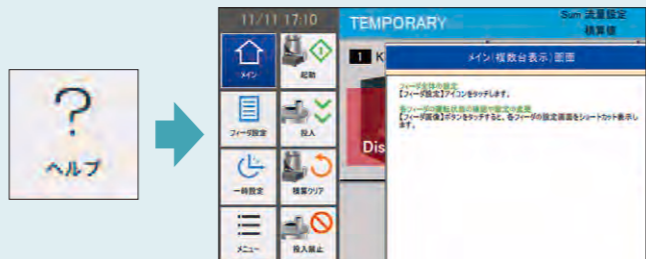 ?
ヘルプ
11/11 17:10
TEMPORARY
Sum 流量設定
積算値
メイン
起動
フィーダ設定
投入
一時設定
積算クリア
メニュー
投入禁止
1 K
Dis
メイン(複数台表示)画面
フィーダ全体の設定
【フィーダ設定】アイコンをタッチします。
各フィーダの運転状態の確認や設定の変更
【フィーダ画像】ボタンをタッチすると、各フィーダの設定画面をショートカット表示し
ます。